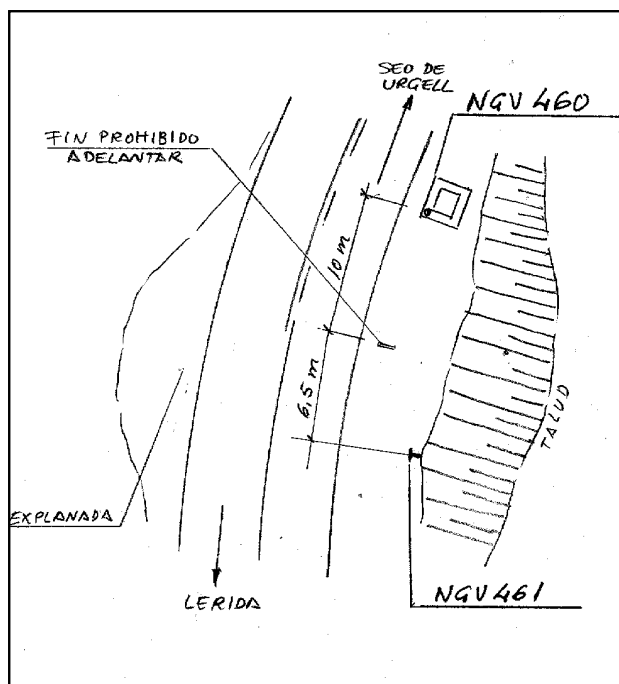 SEO DE
URGELL
NGV 460
FIN PROHIBIDO
ADELANTAR
10 m
6,5 m
TALUD
EXPLANADA
LERIDA
NGV 461